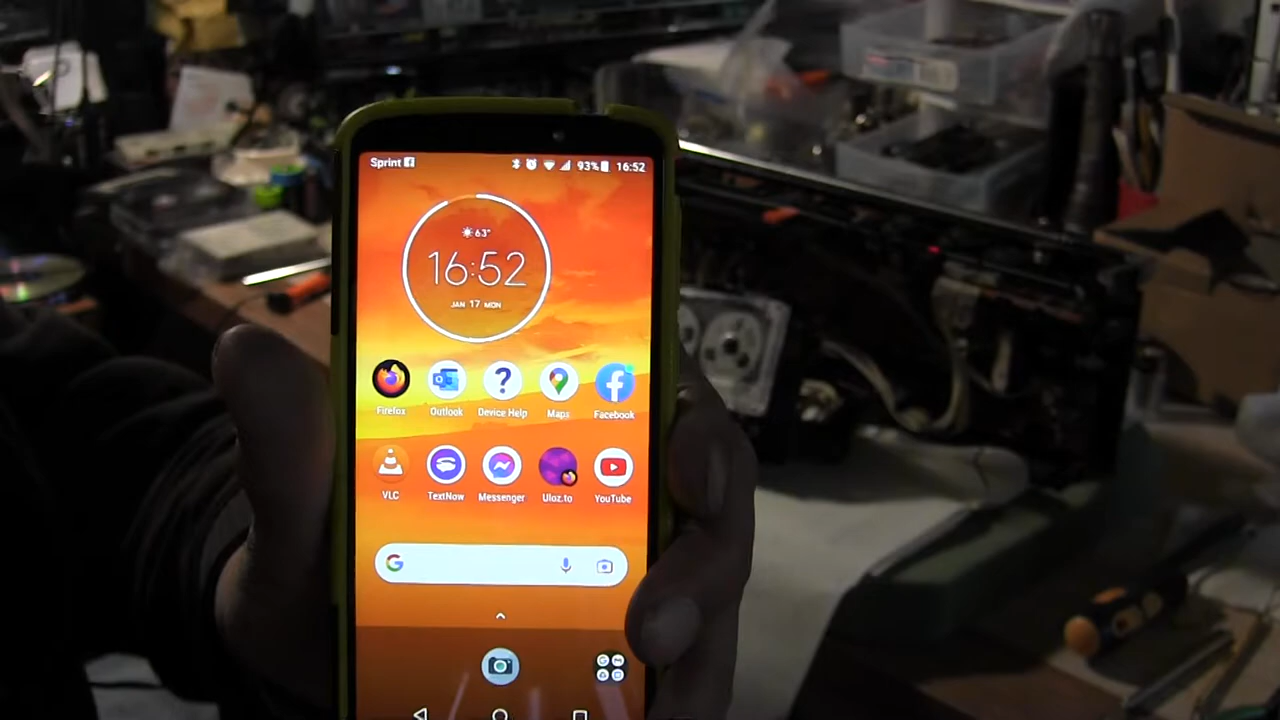 Sprint 93% 16:52
63°
16:52
JAN 17 MON
Firefox Outlook Device Help Maps Facebook
VLC TextNow Messenger Uloz.to YouTube